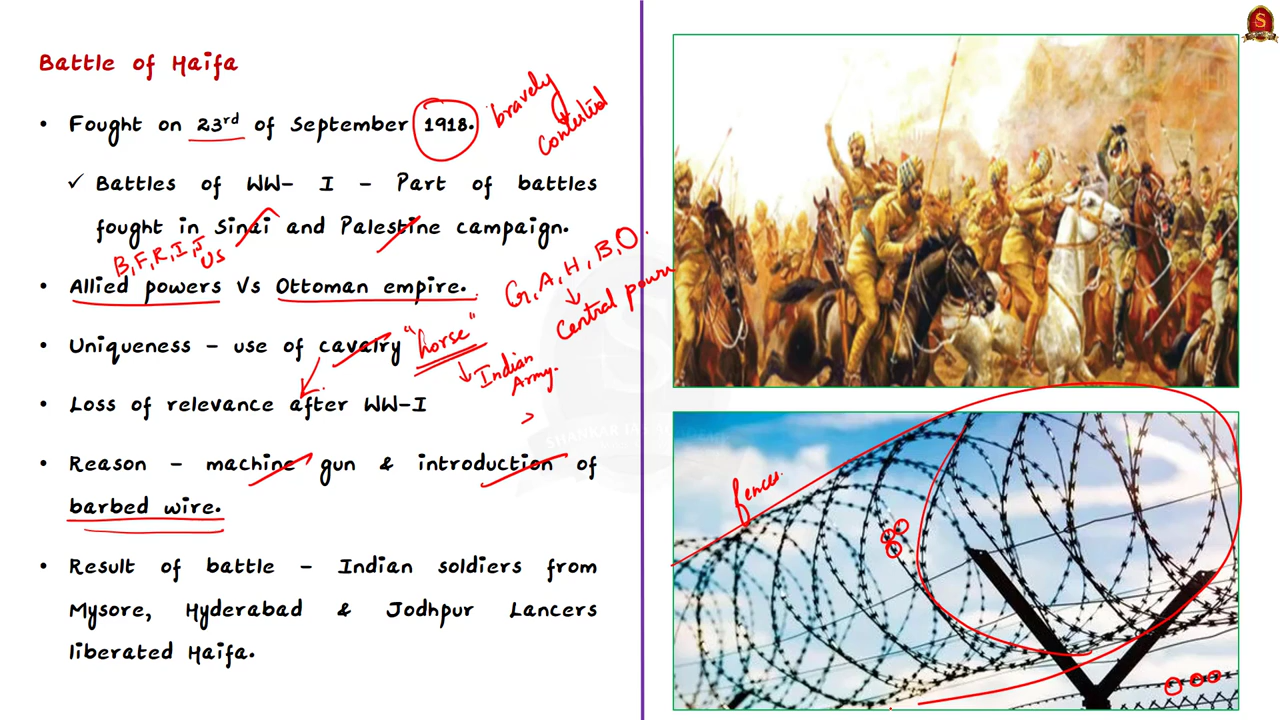 Battle of Haifa
• Fought on 23rd of September 1918.
bravely
contested
✓ Battles of WW- I - Part of battles
fought in Sinai and Palestine campaign.
B, F, R, I, J
US
• Allied powers Vs Ottoman empire.
G, A, H, B, O.
Central powers
• Uniqueness - use of cavalry "horse"
Indian
Army.
• Loss of relevance after WW-I
• Reason - machine gun & introduction of
barbed wire.
• Result of battle - Indian soldiers from
Mysore, Hyderabad & Jodhpur Lancers
liberated Haifa.
S
fences.